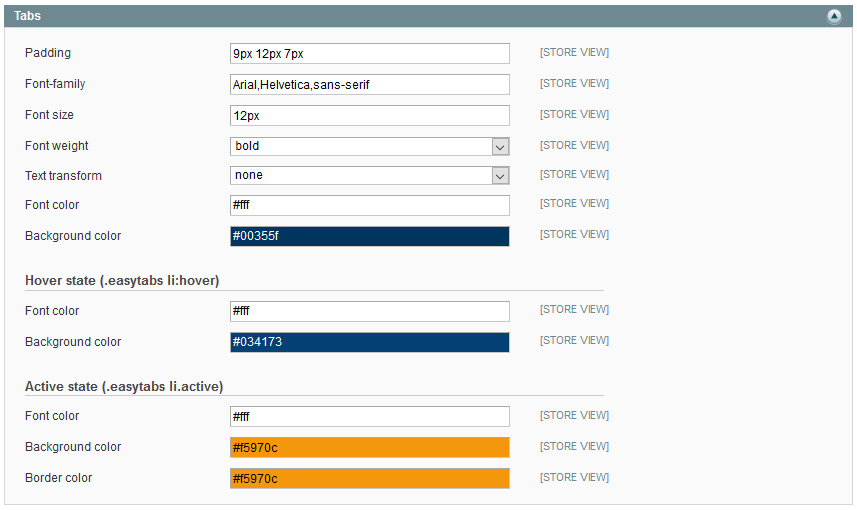 Tabs
Padding 9px 12px 7px [STORE VIEW]
Font-family Arial,Helvetica,sans-serif [STORE VIEW]
Font size 12px [STORE VIEW]
Font weight bold [STORE VIEW]
Text transform none [STORE VIEW]
Font color #fff [STORE VIEW]
Background color #00355f [STORE VIEW]
Hover state (.easytabs li:hover)
Font color #fff [STORE VIEW]
Background color #034173 [STORE VIEW]
Active state (.easytabs li.active)
Font color #fff [STORE VIEW]
Background color #f5970c [STORE VIEW]
Border color #f5970c [STORE VIEW]